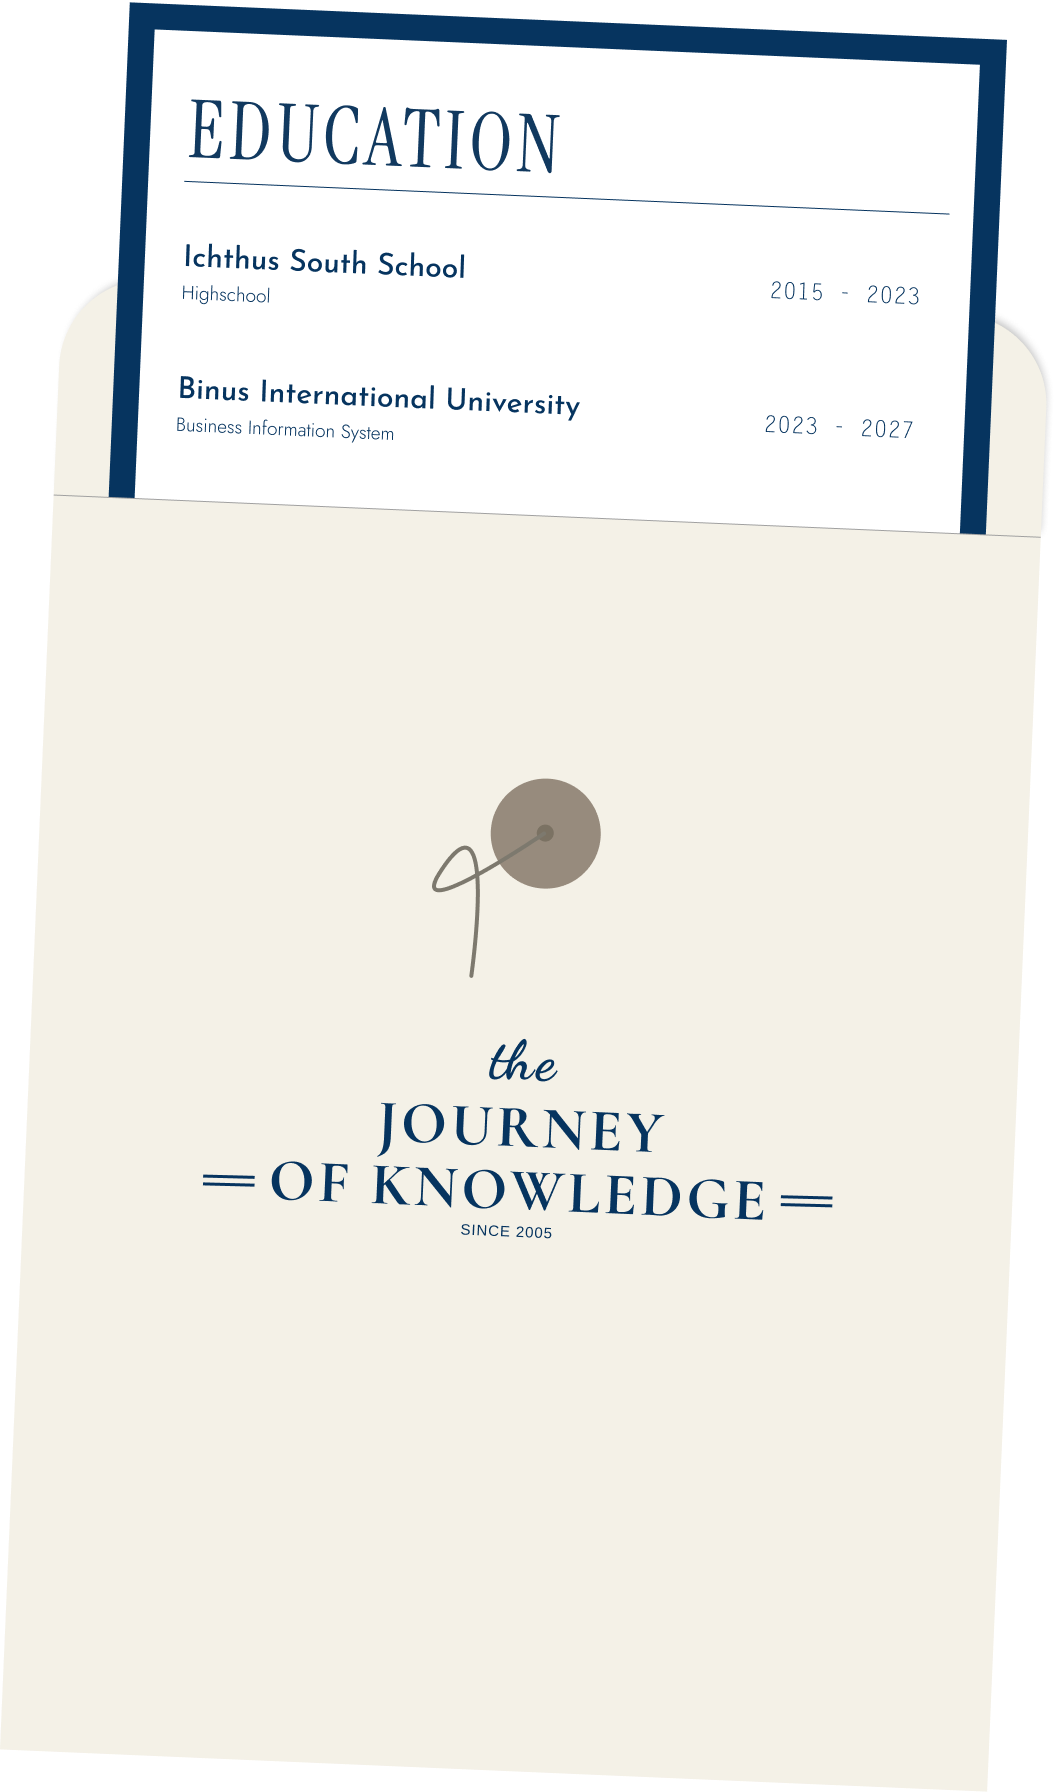 EDUCATION
Ichthus South School
Highschool
2015 - 2023
Binus International University
Business Information System
2023 - 2027
the
JOURNEY
OF KNOWLEDGE
SINCE 2005